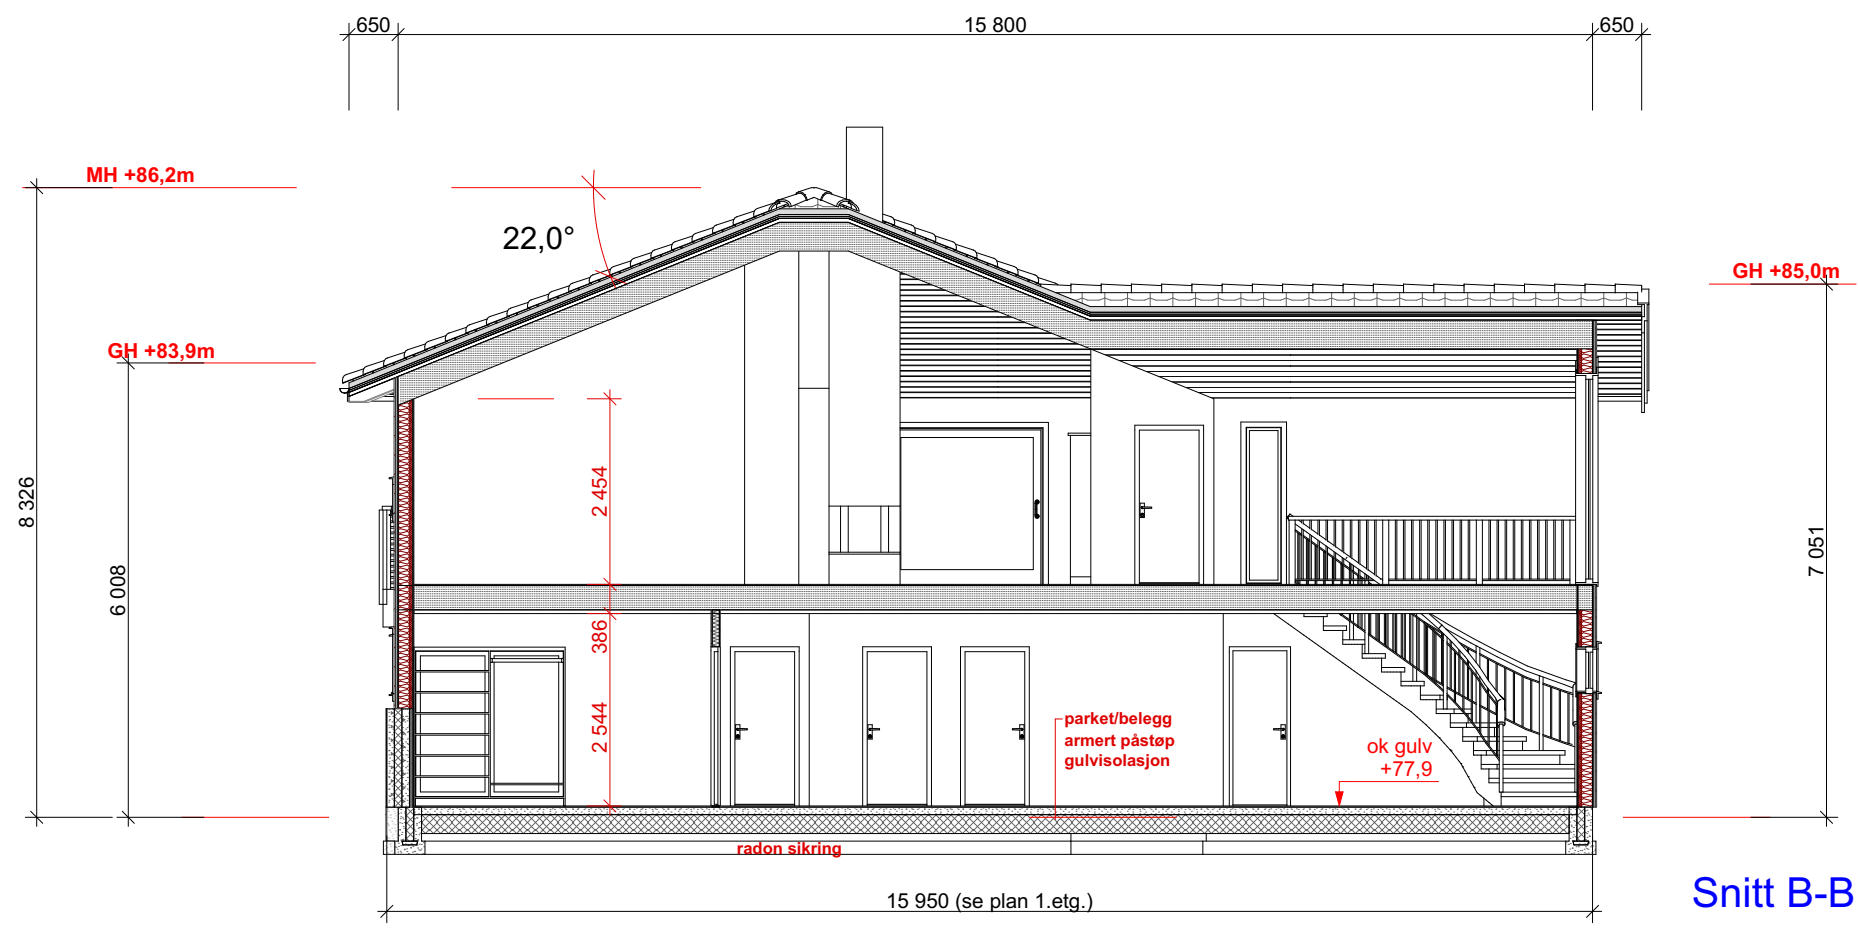 650
15 800
650
MH +86,2m
22,0°
GH +85,0m
GH +83,9m
8 326
6 008
2 454
386
2 544
7 051
parket/belegg
armert påstøp
gulvisolasjon
ok gulv
+77,9
radon sikring
15 950 (se plan 1.etg.)
Snitt B-B